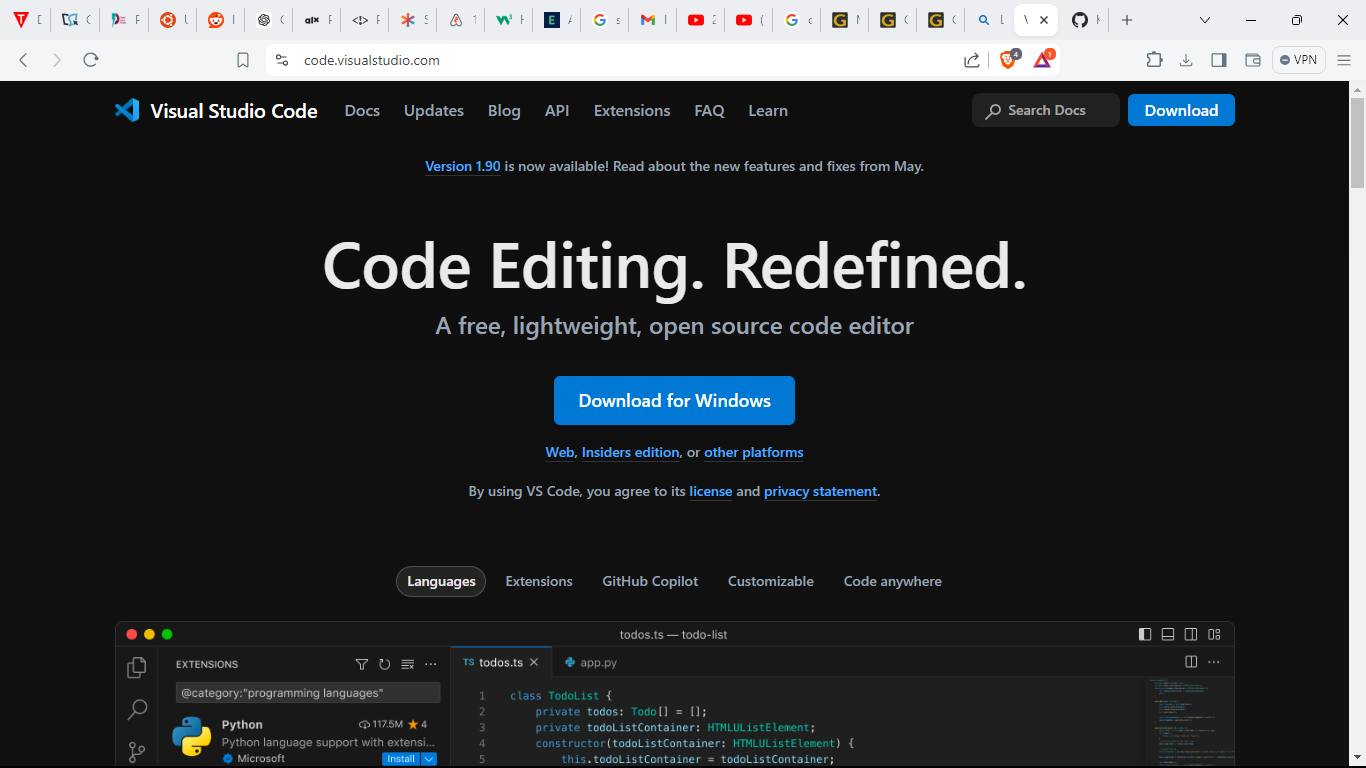 code.visualstudio.com
4
1
VPN
Visual Studio Code Docs Updates Blog API Extensions FAQ Learn Search Docs Download
Version 1.90 is now available! Read about the new features and fixes from May.
Code Editing. Redefined.
A free, lightweight, open source code editor
Download for Windows
Web, Insiders edition, or other platforms
By using VS Code, you agree to its license and privacy statement.
Languages Extensions GitHub Copilot Customizable Code anywhere
todos.ts — todo-list
EXTENSIONS
@category:"programming languages"
Python 117.5M 4
Python language support with extensi...
Microsoft Install
TS todos.ts app.py
1 class TodoList {
2 private todos: Todo[] = [];
3 private todoListContainer: HTMLUListElement;
4 constructor(todoListContainer: HTMLUListElement) {
5 this.todoListContainer = todoListContainer;